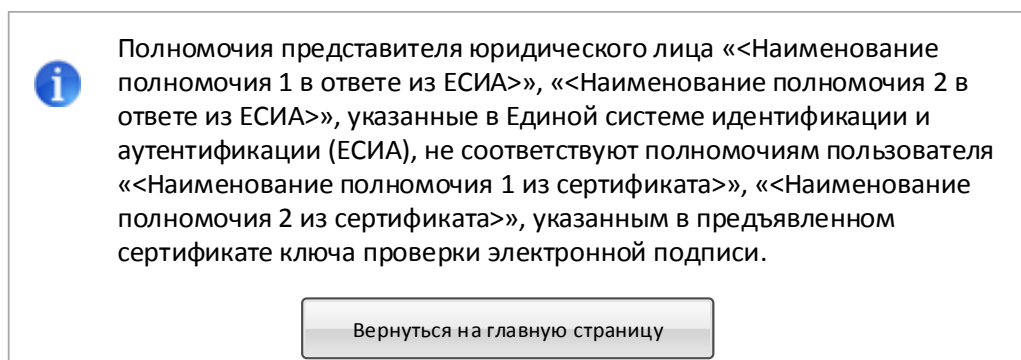 Полномочия представителя юридического лица «<Наименование
полномочия 1 в ответе из ЕСИА>», «<Наименование полномочия 2 в
ответе из ЕСИА>», указанные в Единой системе идентификации и
аутентификации (ЕСИА), не соответствуют полномочиям пользователя
«<Наименование полномочия 1 из сертификата>», «<Наименование
полномочия 2 из сертификата>», указанным в предъявленном
сертификате ключа проверки электронной подписи.
Вернуться на главную страницу